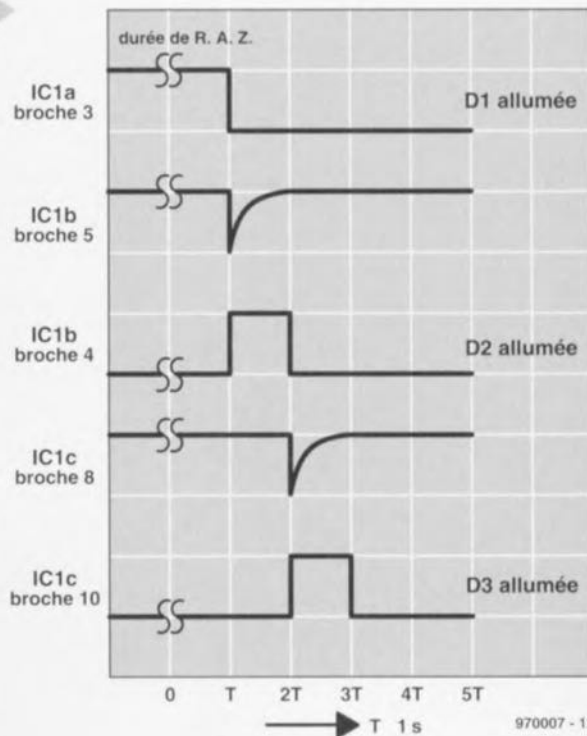 durée de R. A. Z.
IC1a
broche 3
D1 allumée
IC1b
broche 5
IC1b
broche 4
D2 allumée
IC1c
broche 8
IC1c
broche 10
D3 allumée
0 T 2T 3T 4T 5T
T 1 s
970007 - 1